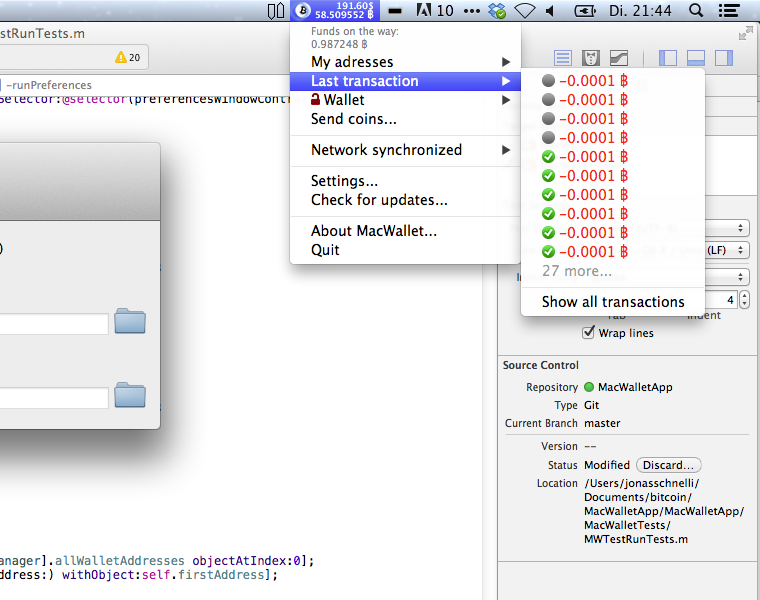 191.60$
58.509552 ฿
10
Di. 21:44
estRunTests.m
20
-runPreferences
Selector:@selector(preferencesWindowCont
Funds on the way:
0.987248 ฿
My adresses
Last transaction
Wallet
Send coins...
Network synchronized
Settings...
Check for updates...
About MacWallet...
Quit
-0.0001 ฿
-0.0001 ฿
-0.0001 ฿
-0.0001 ฿
-0.0001 ฿
-0.0001 ฿
-0.0001 ฿
-0.0001 ฿
-0.0001 ฿
-0.0001 ฿
27 more...
Show all transactions
(LF)
4
Tab
Indent
Wrap lines
Source Control
Repository MacWalletApp
Type Git
Current Branch master
Version --
Status Modified Discard...
Location /Users/jonasschnelli/
Documents/bitcoin/
MacWalletApp/MacWalletApp/
MacWalletTests/
MWTestRunTests.m
anager].allWalletAddresses objectAtIndex:0];
ddress:) withObject:self.firstAddress];